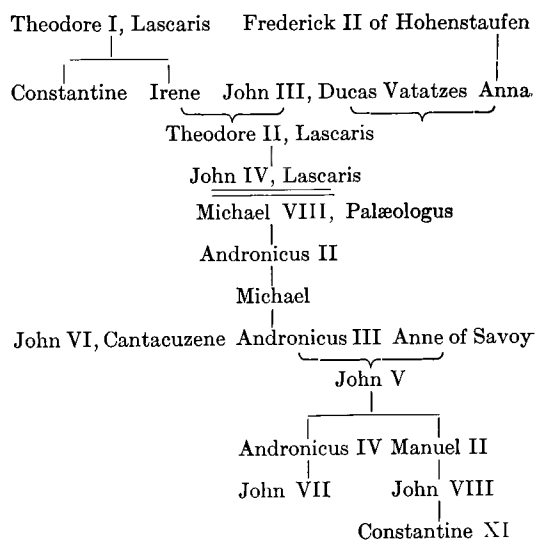 Theodore I, Lascaris Frederick II of Hohenstaufen
Constantine Irene John III, Ducas Vatatzes Anna
Theodore II, Lascaris
John IV, Lascaris
Michael VIII, Palæologus
Andronicus II
Michael
John VI, Cantacuzene Andronicus III Anne of Savoy
John V
Andronicus IV Manuel II
John VII John VIII
Constantine XI